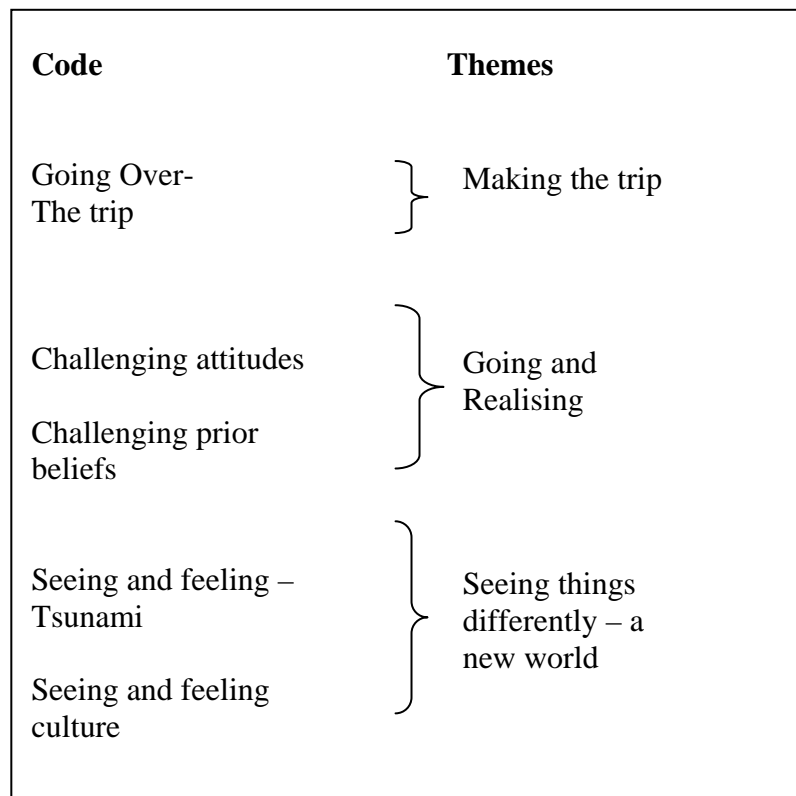 Code Themes
Going Over-
The trip
Making the trip
Challenging attitudes
Challenging prior
beliefs
Going and
Realising
Seeing and feeling –
Tsunami
Seeing and feeling
culture
Seeing things
differently – a
new world